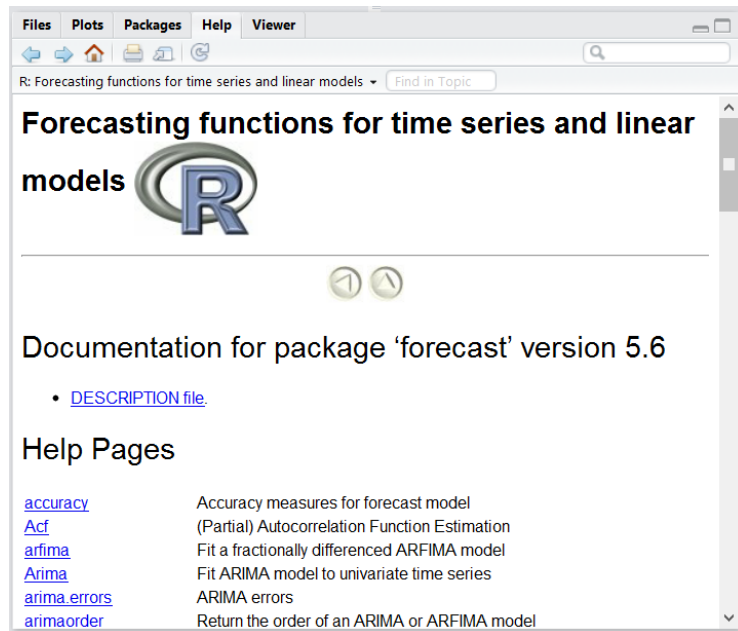 Files Plots Packages Help Viewer
R: Forecasting functions for time series and linear models Find in Topic
Forecasting functions for time series and linear
models R
Documentation for package ‘forecast’ version 5.6
• DESCRIPTION file.
Help Pages
accuracy Accuracy measures for forecast model
Acf (Partial) Autocorrelation Function Estimation
arfima Fit a fractionally differenced ARFIMA model
Arima Fit ARIMA model to univariate time series
arima.errors ARIMA errors
arimaorder Return the order of an ARIMA or ARFIMA model